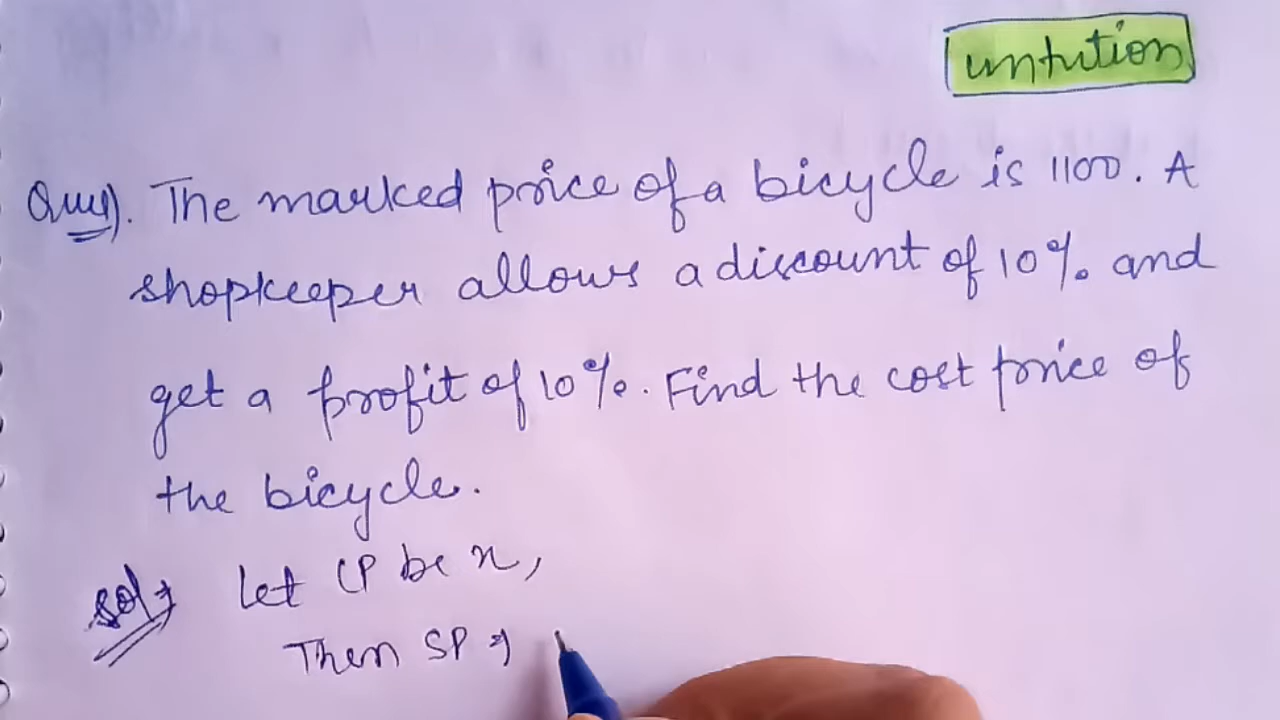 intution
Ques). The marked price of a bicycle is 1100. A
shopkeeper allows a discount of 10% and
get a profit of 10%. Find the cost price of
the bicycle.
Sol⇒ Let CP be x,
Then SP ⇒